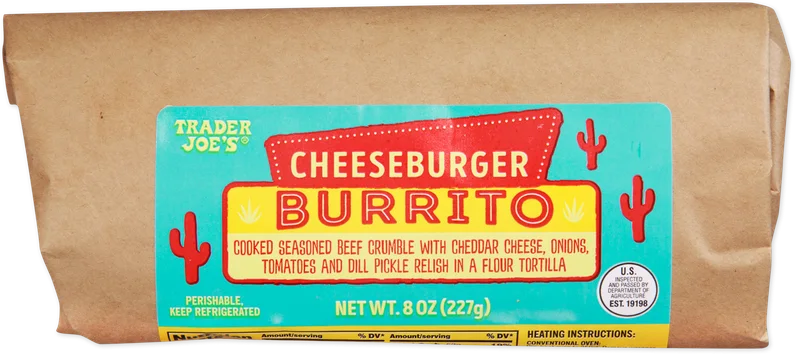 TRADER
JOE'S®
CHEESEBURGER
BURRITO
COOKED SEASONED BEEF CRUMBLE WITH CHEDDAR CHEESE, ONIONS,
TOMATOES AND DILL PICKLE RELISH IN A FLOUR TORTILLA
PERISHABLE,
KEEP REFRIGERATED
NET WT. 8 OZ (227g)
U.S.
INSPECTED
AND PASSED BY
DEPARTMENT OF
AGRICULTURE
EST. 19198
Nutrition
Amount/serving % DV* Amount/serving % DV*
HEATING INSTRUCTIONS:
CONVENTIONAL OVEN: